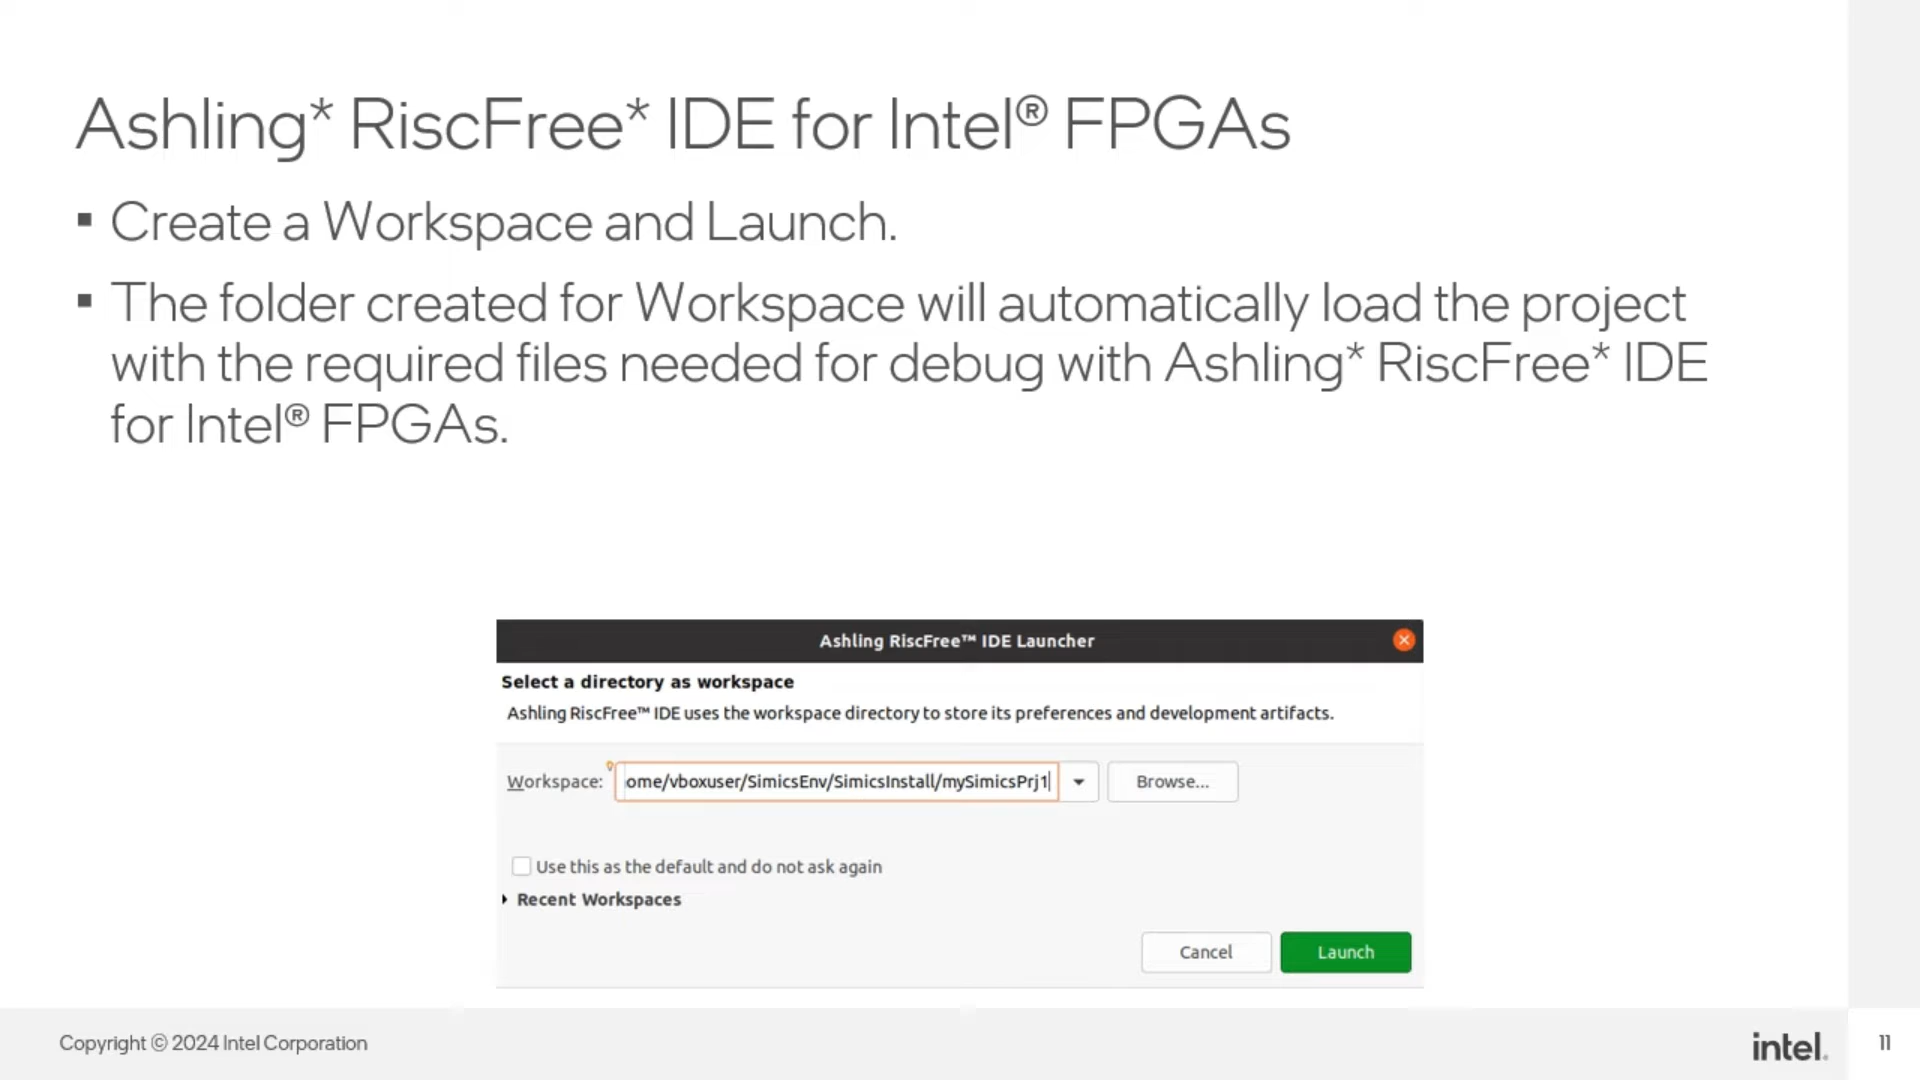 Ashling* RiscFree* IDE for Intel® FPGAs
▪ Create a Workspace and Launch.
▪ The folder created for Workspace will automatically load the project
with the required files needed for debug with Ashling* RiscFree* IDE
for Intel® FPGAs.
Ashling RiscFree™ IDE Launcher
Select a directory as workspace
Ashling RiscFree™ IDE uses the workspace directory to store its preferences and development artifacts.
Workspace: ome/vboxuser/SimicsEnv/SimicsInstall/mySimicsPrj1 Browse...
Use this as the default and do not ask again
Recent Workspaces
Cancel Launch
Copyright © 2024 Intel Corporation intel. 11